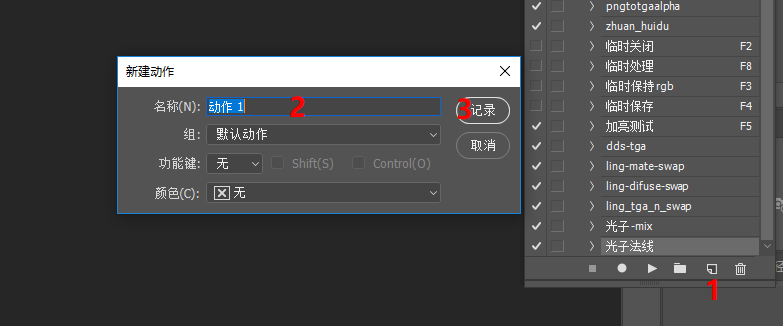 pngtotgaalpha
zhuan_huidu
临时关闭 F2
临时处理 F8
临时保持rgb F3
临时保存 F4
加亮测试 F5
dds-tga
ling-mate-swap
ling-difuse-swap
ling_tga_n_swap
光子-mix
光子法线
1
新建动作
名称(N): 动作 1 2
3 记录
组: 默认动作
取消
功能键: 无 Shift(S) Control(O)
颜色(C): 无